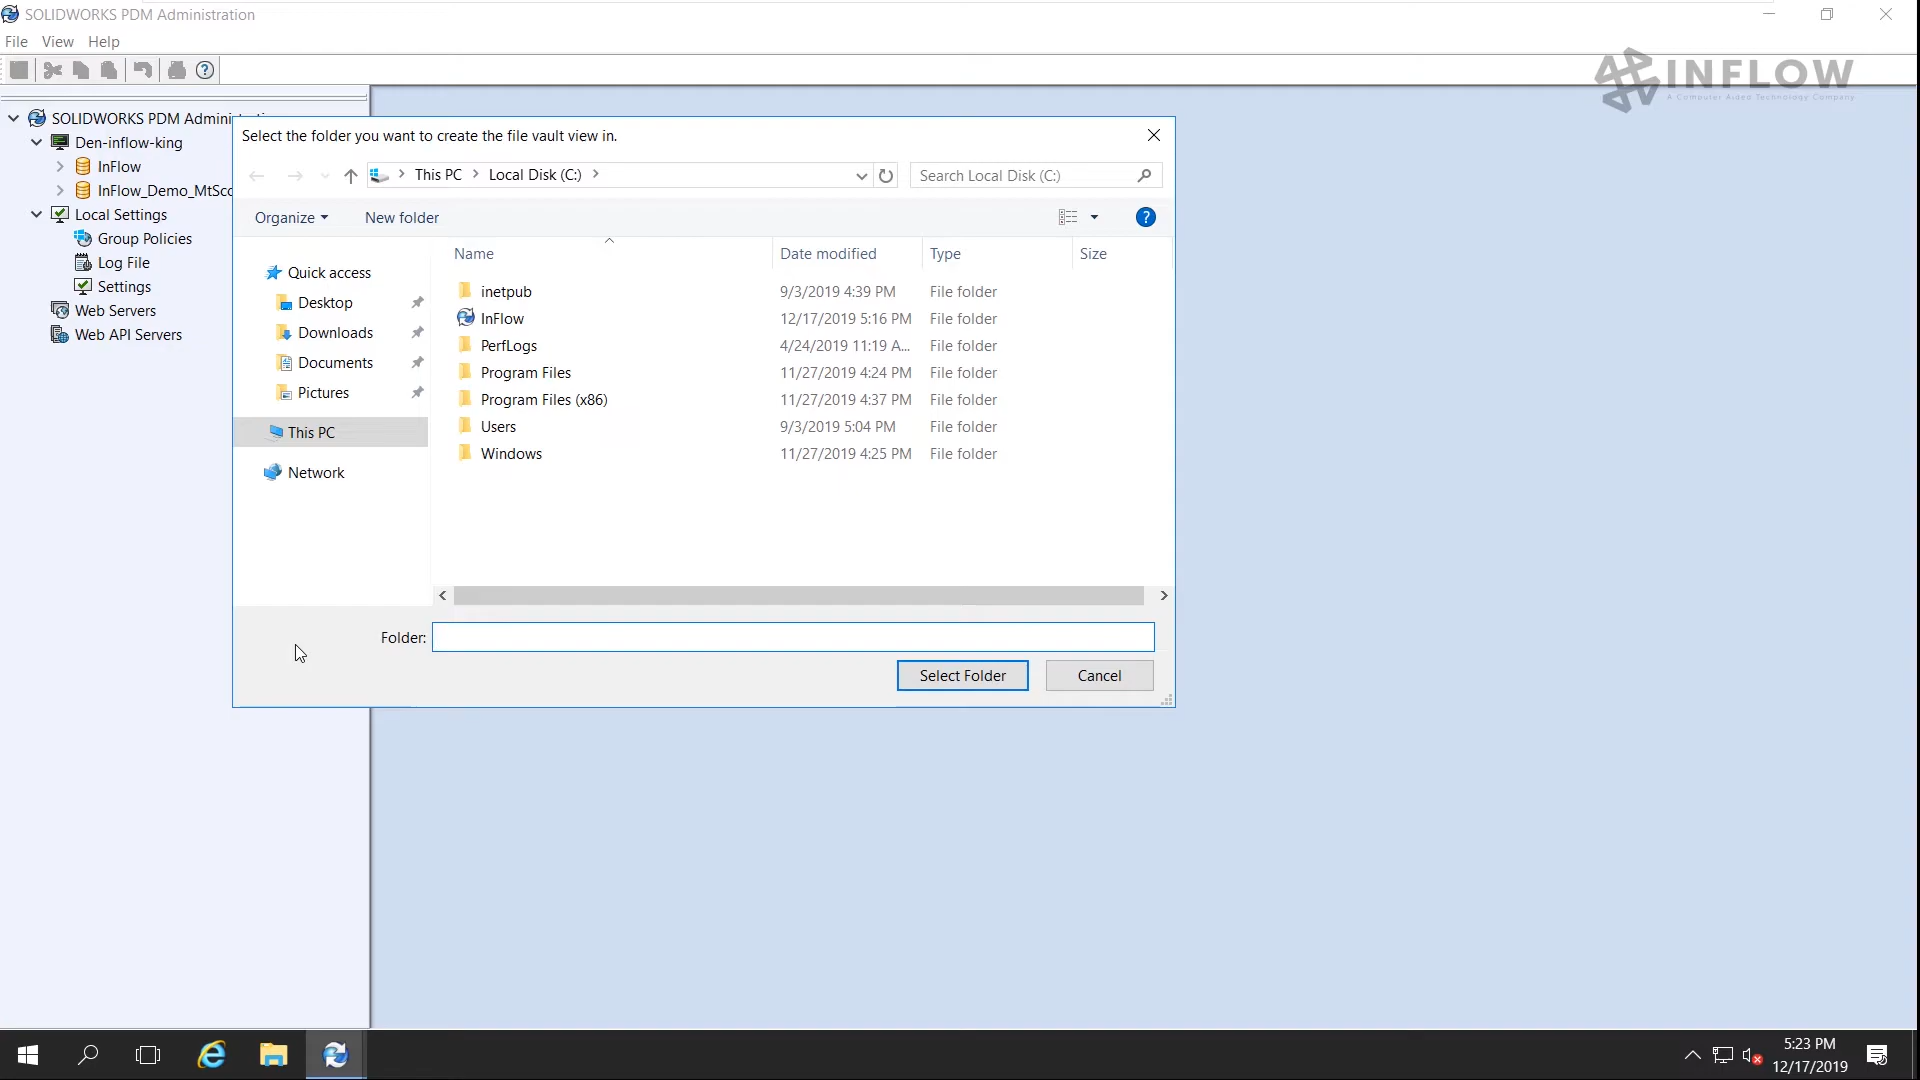 SOLIDWORKS PDM Administration
File View Help
INFLOW
A Computer Aided Technology Company
SOLIDWORKS PDM Admini
Den-inflow-king
InFlow
InFlow_Demo_MtSco
Local Settings
Group Policies
Log File
Settings
Web Servers
Web API Servers
Select the folder you want to create the file vault view in.
This PC > Local Disk (C:) >
Search Local Disk (C:)
Organize New folder
Quick access
Desktop
Downloads
Documents
Pictures
This PC
Network
Name Date modified Type Size
inetpub 9/3/2019 4:39 PM File folder
InFlow 12/17/2019 5:16 PM File folder
PerfLogs 4/24/2019 11:19 A... File folder
Program Files 11/27/2019 4:24 PM File folder
Program Files (x86) 11/27/2019 4:37 PM File folder
Users 9/3/2019 5:04 PM File folder
Windows 11/27/2019 4:25 PM File folder
Folder:
Select Folder Cancel
5:23 PM
12/17/2019